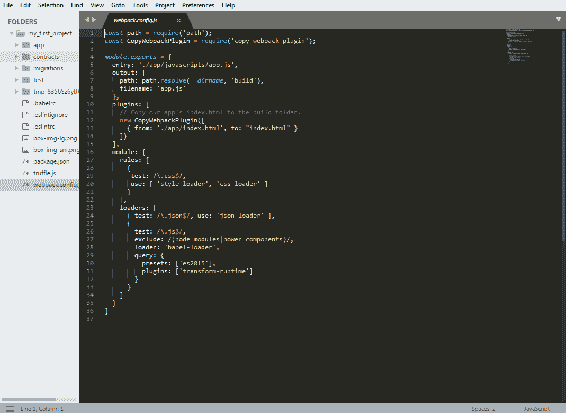 File Edit Selection Find View Goto Tools Project Preferences Help
FOLDERS
my_first_project
app
contracts
migrations
test
.babelrc
.eslintignore
.eslintrc
box-img-lg.png
box-img-sm.png
package.json
truffle.js
webpack.config
webpack.config.js
1 const path = require('path');
2 const CopyWebpackPlugin = require('copy-webpack-plugin');
3
4 module.exports = {
5 entry: './app/javascripts/app.js',
6 output: {
7 path: path.resolve(__dirname, 'build'),
8 filename: 'app.js'
9 },
10 plugins: [
11 // Copy our app's index.html to the build folder.
12 new CopyWebpackPlugin([
13 { from: './app/index.html', to: "index.html" }
14 ])
15 ],
16 module: {
17 rules: [
18 {
19 test: /\.css$/,
20 use: [ 'style-loader', 'css-loader' ]
21 }
22 ],
23 loaders: [
24 { test: /\.json$/, use: 'json-loader' },
25 {
26 test: /\.js$/,
27 exclude: /(node_modules|bower_components)/,
28 loader: 'babel-loader',
29 query: {
30 presets: ['es2015'],
31 plugins: ['transform-runtime']
32 }
33 }
34 ]
35 }
36 }
37
Line 1, Column 1
Spaces: 2
JavaScript